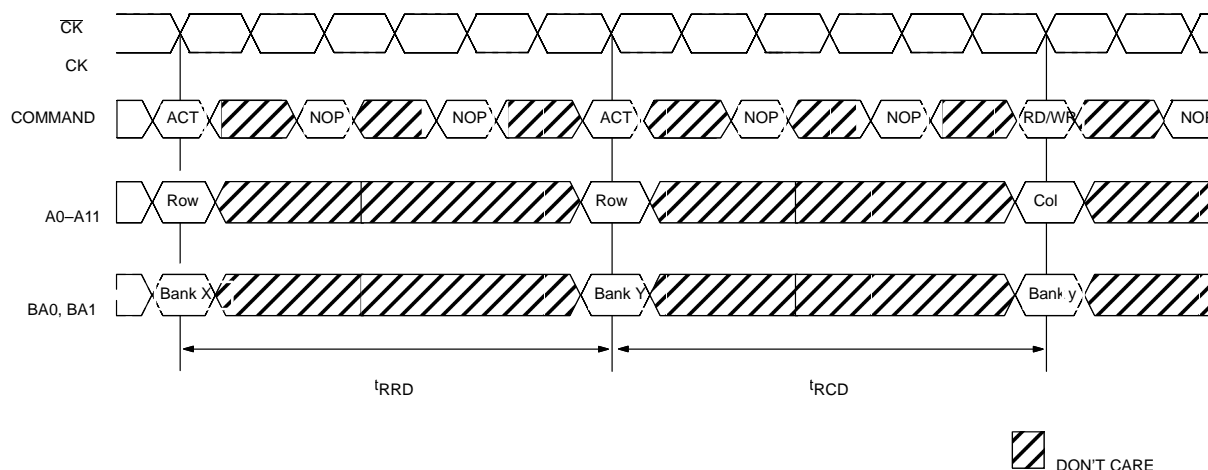 CK
CK
COMMAND ACT NOP NOP ACT NOP NOP RD/WR NOP
A0–A11 Row Row Col
BA0, BA1 Bank X Bank Y Bank y
tRRD tRCD
DON'T CARE